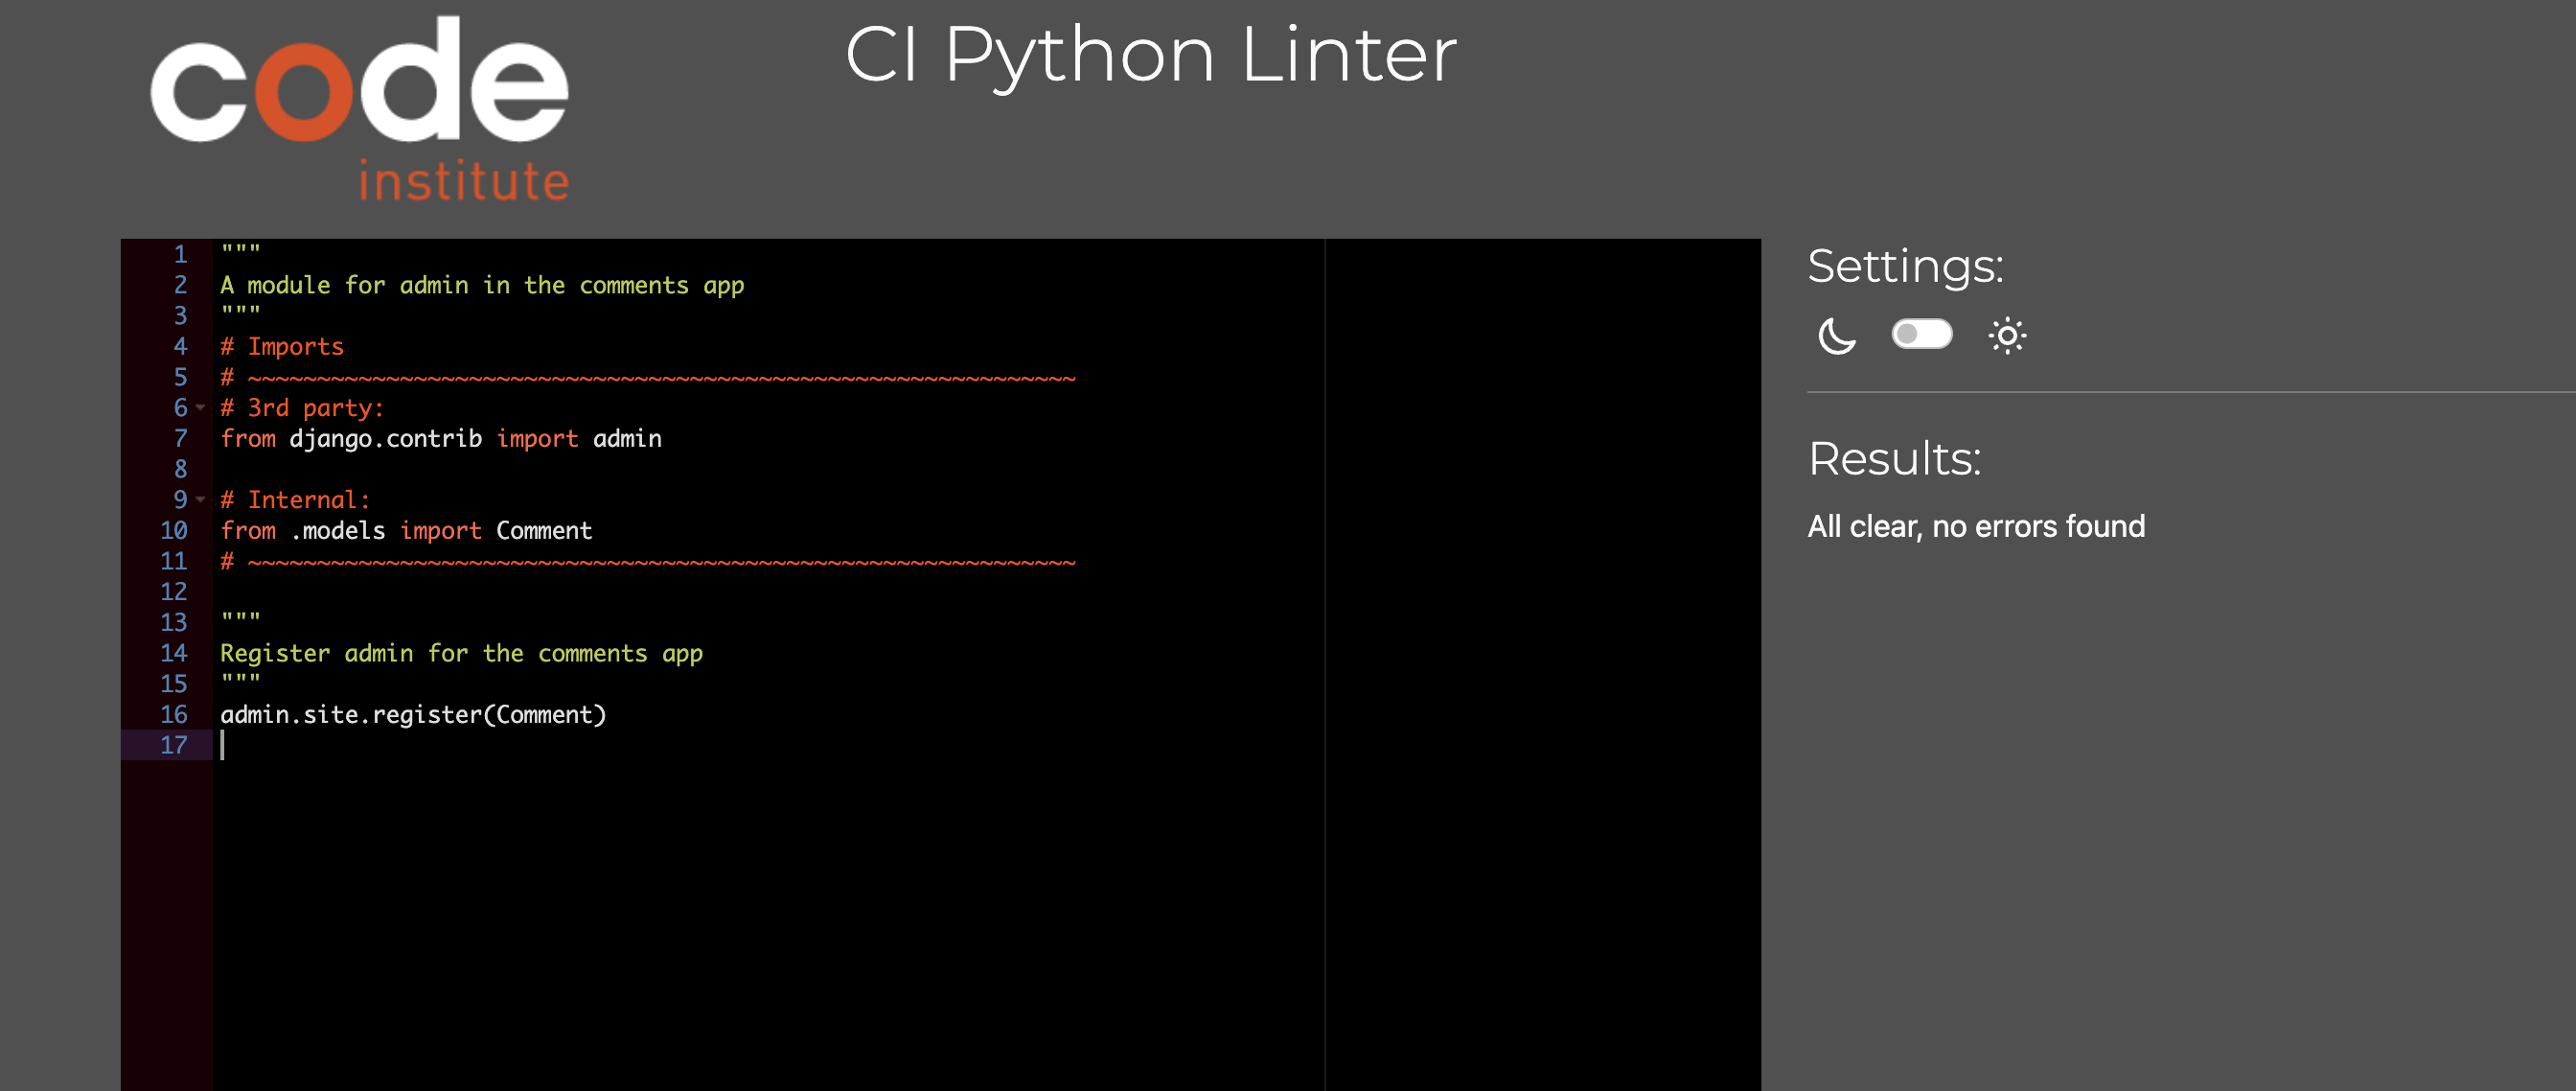 code
institute
CI Python Linter
1 """
2 A module for admin in the comments app
3 """
4 # Imports
5 # ~~~~~~~~~~~~~~~~~~~~~~~~~~~~~~~~~~~~~~~~~~~~~~~~~~~~~~~~~~~~
6 # 3rd party:
7 from django.contrib import admin
8
9 # Internal:
10 from .models import Comment
11 # ~~~~~~~~~~~~~~~~~~~~~~~~~~~~~~~~~~~~~~~~~~~~~~~~~~~~~~~~~~~~
12
13 """
14 Register admin for the comments app
15 """
16 admin.site.register(Comment)
17
Settings:
Results:
All clear, no errors found